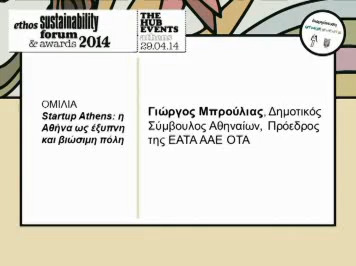 ethos sustainability
forum
& awards 2014
THE
HUB
EVENTS
athens
29.04.14
ΟΜΙΛΙΑ
Startup Athens: η
Αθήνα ως έξυπνη
και βιώσιμη πόλη
Γιώργος Μπρούλιας, Δημοτικός
Σύμβουλος Αθηναίων, Πρόεδρος
της ΕΑΤΑ ΑΑΕ ΟΤΑ